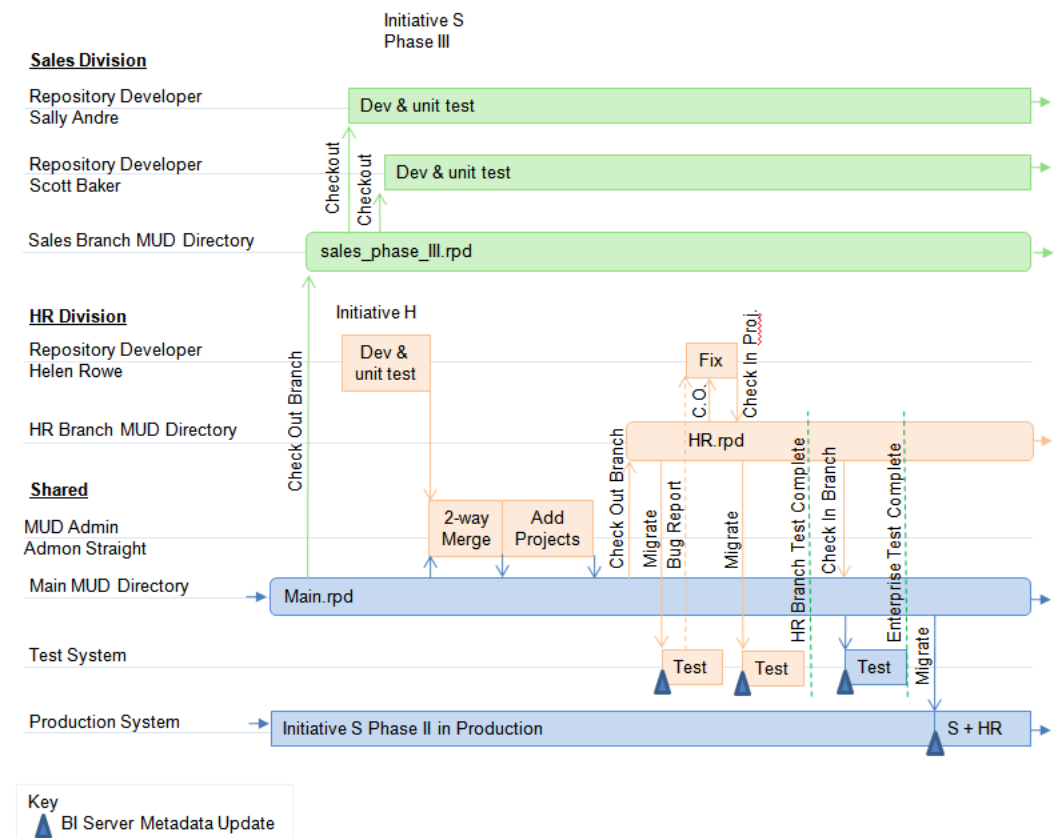 Initiative S
Phase III
Sales Division
Repository Developer
Sally Andre
Dev & unit test
Repository Developer
Scott Baker
Dev & unit test
Checkout
Checkout
Sales Branch MUD Directory
sales_phase_III.rpd
HR Division
Initiative H
Repository Developer
Helen Rowe
Dev &
unit test
Fix
Check In Proj.
C.O.
Check Out Branch
HR Branch MUD Directory
HR.rpd
Shared
MUD Admin
Admon Straight
2-way
Merge
Add
Projects
Check Out Branch
Migrate
Bug Report
Migrate
HR Branch Test Complete
Check In Branch
Enterprise Test Complete
Main MUD Directory
Main.rpd
Test System
Test
Test
Test
Migrate
Production System
Initiative S Phase II in Production
S + HR
Key
BI Server Metadata Update